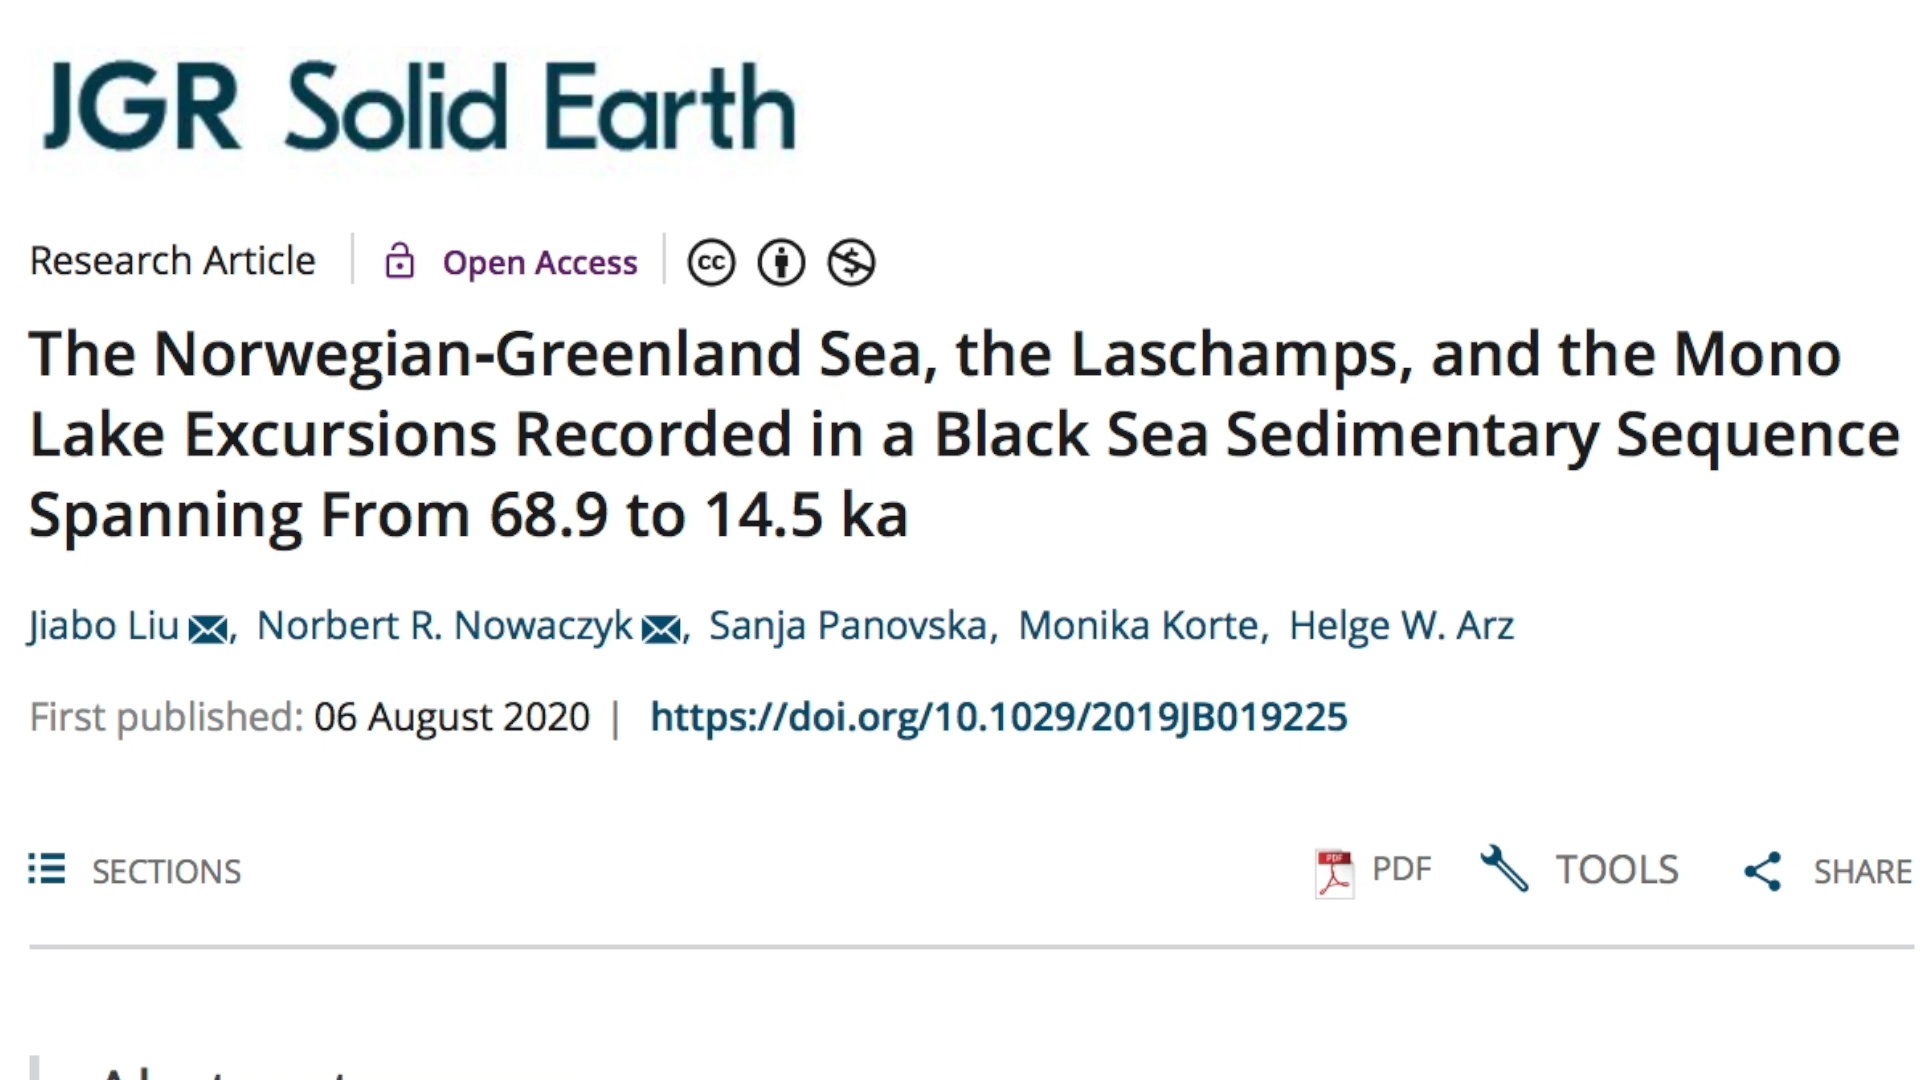 JGR Solid Earth
Research Article | Open Access
The Norwegian-Greenland Sea, the Laschamps, and the Mono
Lake Excursions Recorded in a Black Sea Sedimentary Sequence
Spanning From 68.9 to 14.5 ka
Jiabo Liu, Norbert R. Nowaczyk, Sanja Panovska, Monika Korte, Helge W. Arz
First published: 06 August 2020 | https://doi.org/10.1029/2019JB019225
SECTIONS PDF TOOLS SHARE